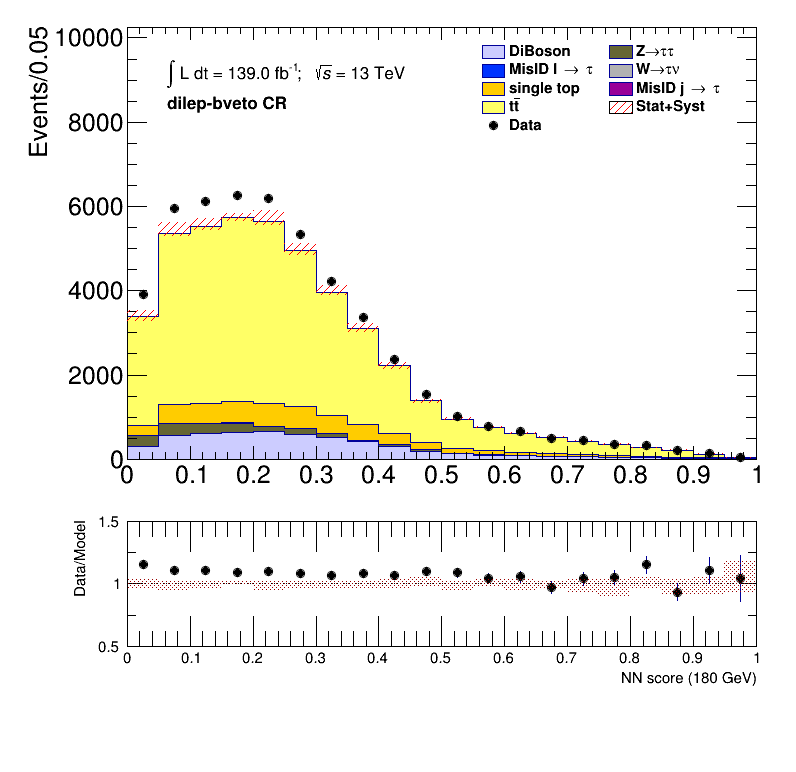 Events/0.05
10000
8000
6000
4000
2000
0
∫ L dt = 139.0 fb⁻¹; √s = 13 TeV
dilep-bveto CR
DiBoson
MisID l → τ
single top
tt̄
Data
Z→ττ
W→τν
MisID j → τ
Stat+Syst
0 0.1 0.2 0.3 0.4 0.5 0.6 0.7 0.8 0.9 1
Data/Model
1.5
1
0.5
0 0.1 0.2 0.3 0.4 0.5 0.6 0.7 0.8 0.9 1
NN score (180 GeV)